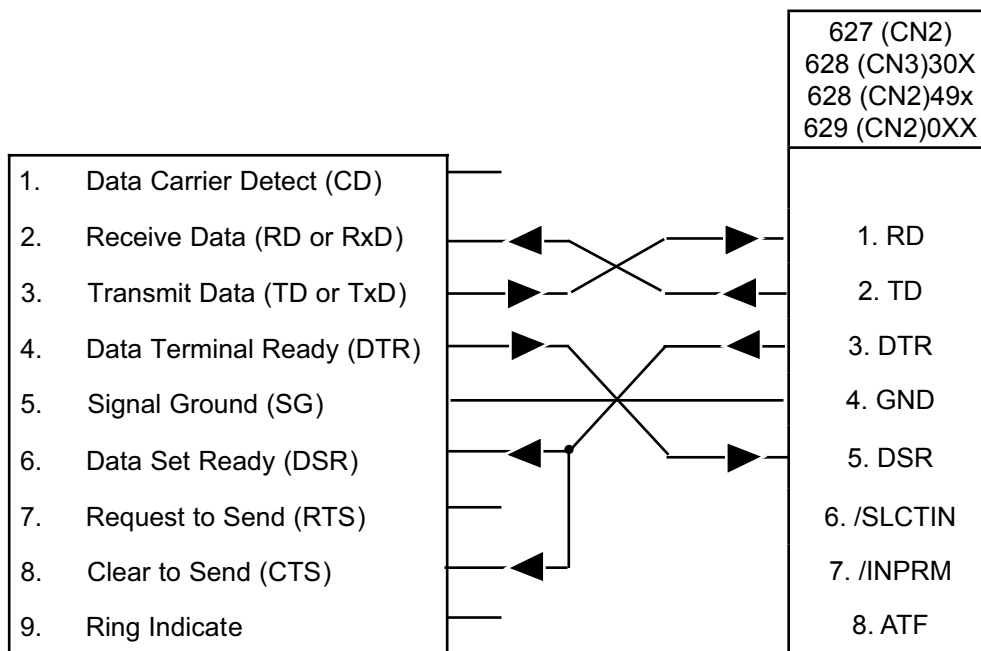 627 (CN2)
628 (CN3)30X
628 (CN2)49x
629 (CN2)0XX
1. Data Carrier Detect (CD)
2. Receive Data (RD or RxD)
3. Transmit Data (TD or TxD)
4. Data Terminal Ready (DTR)
5. Signal Ground (SG)
6. Data Set Ready (DSR)
7. Request to Send (RTS)
8. Clear to Send (CTS)
9. Ring Indicate
1. RD
2. TD
3. DTR
4. GND
5. DSR
6. /SLCTIN
7. /INPRM
8. ATF